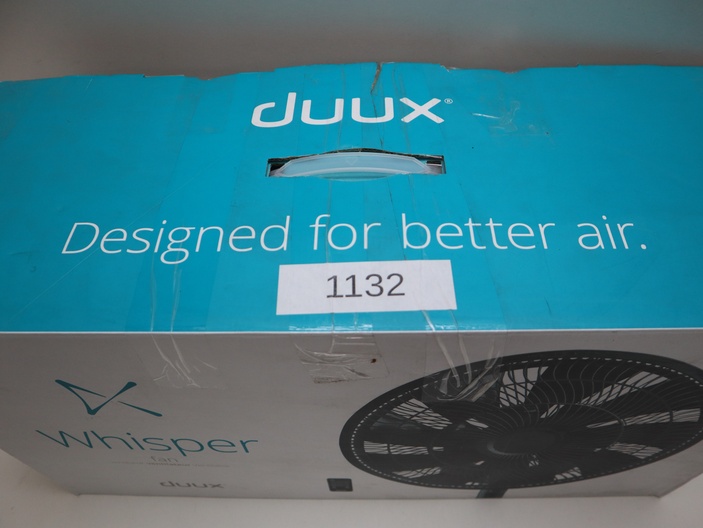 duux®
Designed for better air.
1132
Whisper
fan
duux